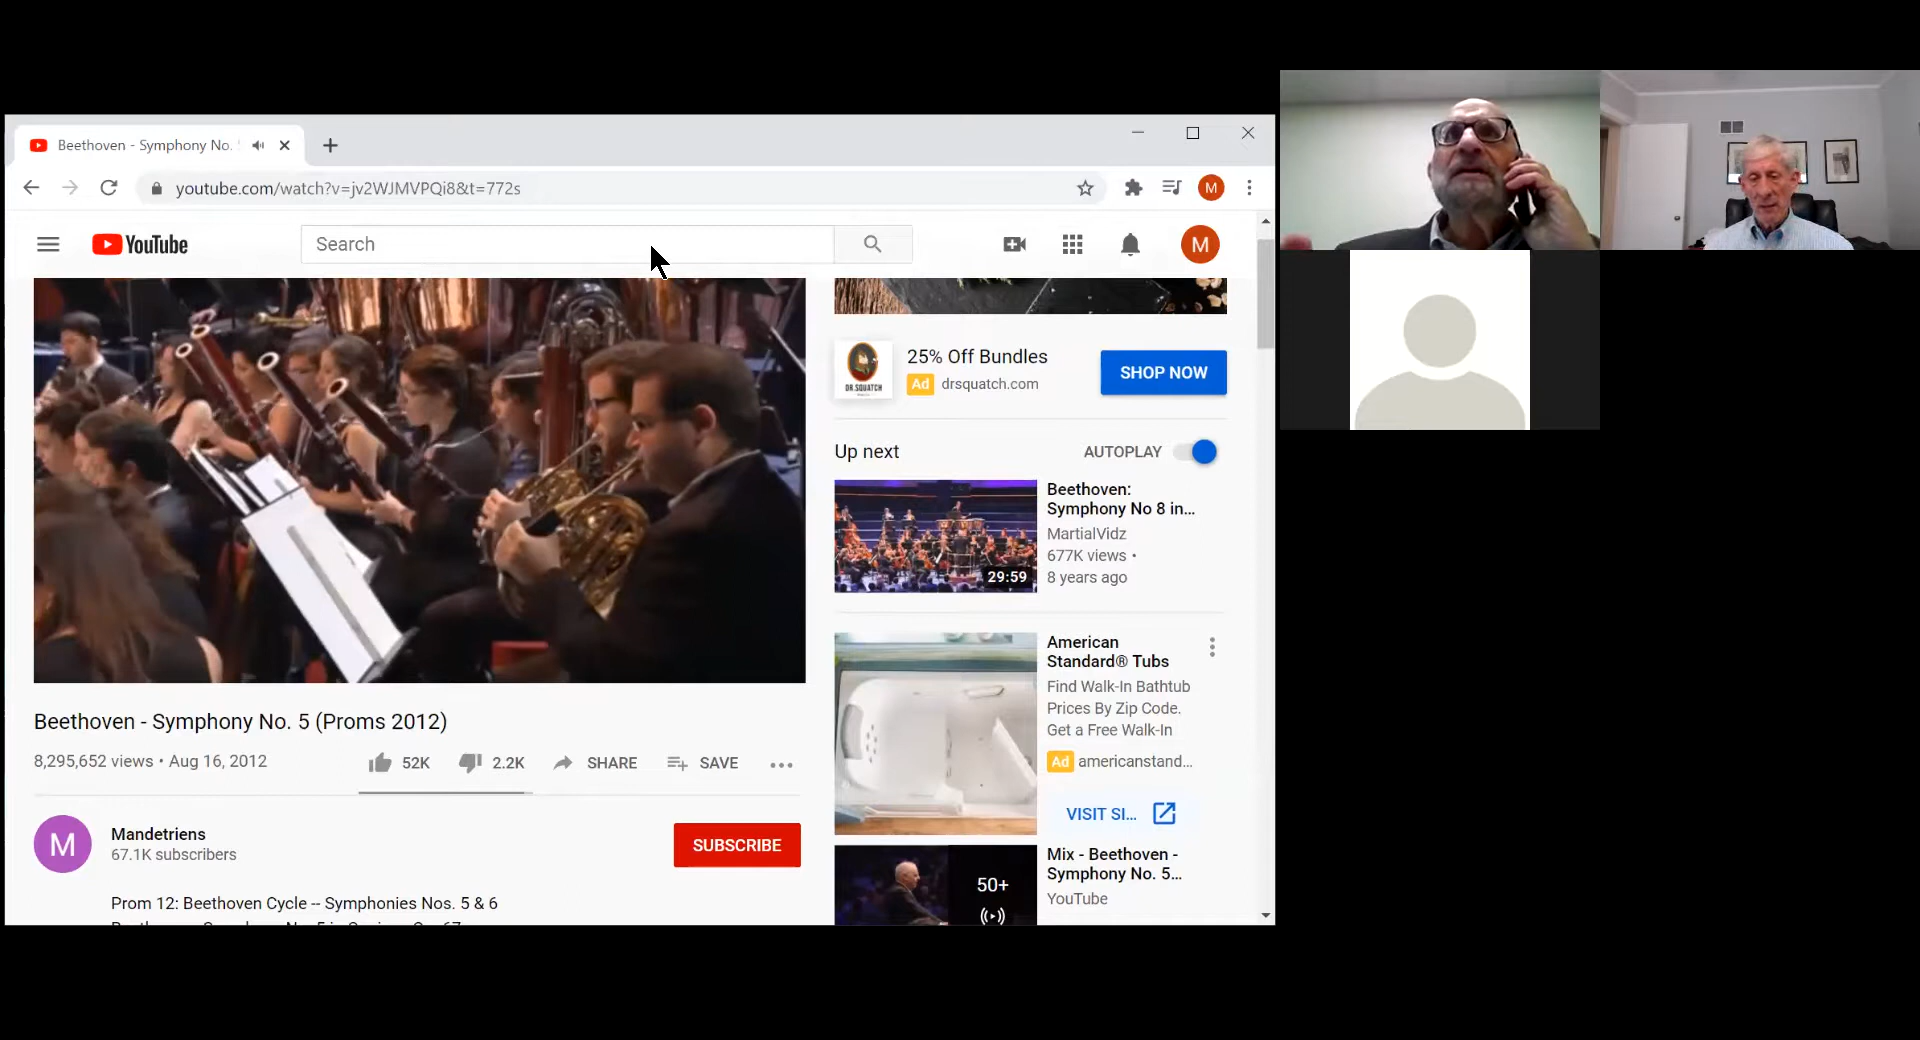 Beethoven - Symphony No.
youtube.com/watch?v=jv2WJMVPQi8&t=772s
M
YouTube
Search
M
DR. SQUATCH
25% Off Bundles
Ad drsquatch.com
SHOP NOW
Up next
AUTOPLAY
29:59
Beethoven:
Symphony No 8 in...
MartialVidz
677K views •
8 years ago
American
Standard® Tubs
Find Walk-In Bathtub
Prices By Zip Code.
Get a Free Walk-In
Ad americanstand...
VISIT SI...
50+
Mix - Beethoven -
Symphony No. 5...
YouTube
Beethoven - Symphony No. 5 (Proms 2012)
8,295,652 views • Aug 16, 2012
52K
2.2K
SHARE
SAVE
M
Mandetriens
67.1K subscribers
SUBSCRIBE
Prom 12: Beethoven Cycle -- Symphonies Nos. 5 & 6